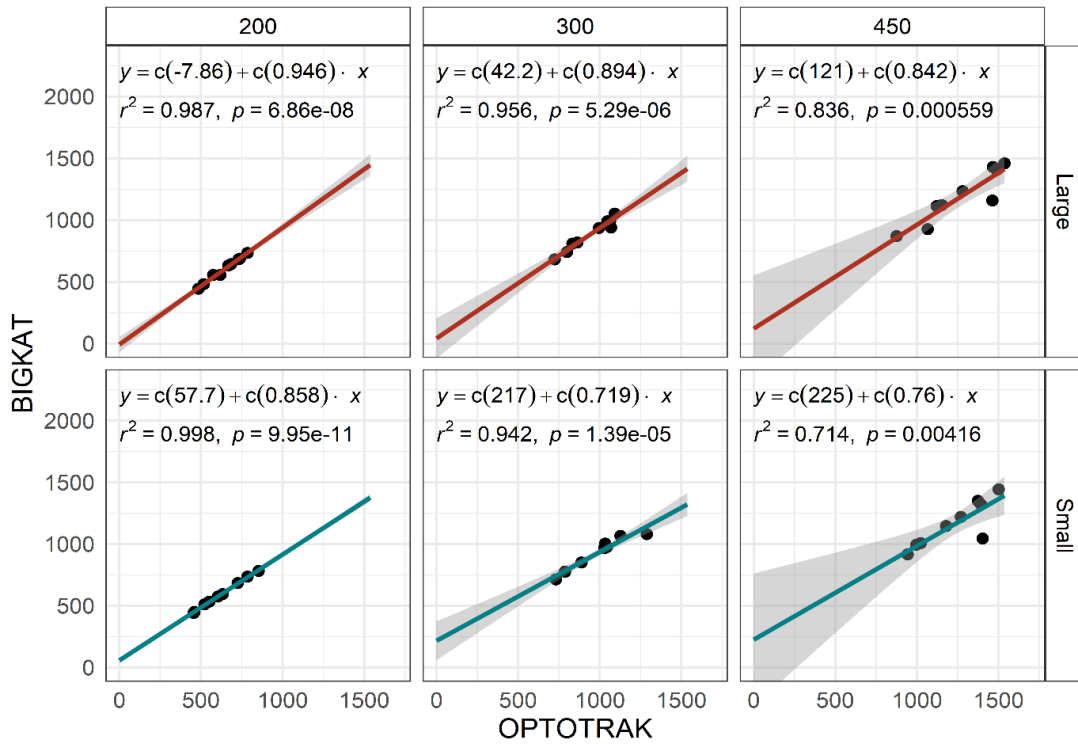 200 300 450
y = c(-7.86) + c(0.946) · x
r² = 0.987, p = 6.86e-08
y = c(42.2) + c(0.894) · x
r² = 0.956, p = 5.29e-06
y = c(121) + c(0.842) · x
r² = 0.836, p = 0.000559
2000
1500
1000
500
0
Large
y = c(57.7) + c(0.858) · x
r² = 0.998, p = 9.95e-11
y = c(217) + c(0.719) · x
r² = 0.942, p = 1.39e-05
y = c(225) + c(0.76) · x
r² = 0.714, p = 0.00416
2000
1500
1000
500
0
Small
BIGKAT
0 500 1000 1500 0 500 1000 1500 0 500 1000 1500
OPTOTRAK